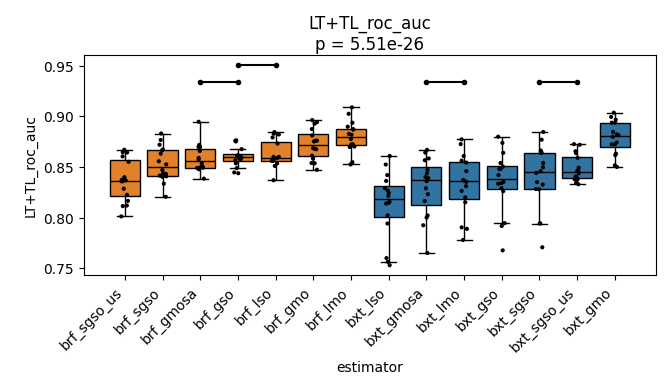 LT+TL_roc_auc
p = 5.51e-26
LT+TL_roc_auc
0.95
0.90
0.85
0.80
0.75
brf_sgso_us
brf_sgso
brf_gmosa
brf_gso
brf_lso
brf_gmo
brf_lmo
bxt_lso
bxt_gmosa
bxt_lmo
bxt_gso
bxt_sgso
bxt_sgso_us
bxt_gmo
estimator